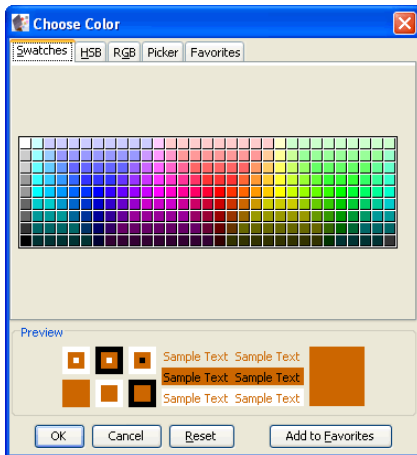 Choose Color
Swatches HSB RGB Picker Favorites
Preview
Sample Text Sample Text
Sample Text Sample Text
Sample Text Sample Text
OK Cancel Reset Add to Favorites